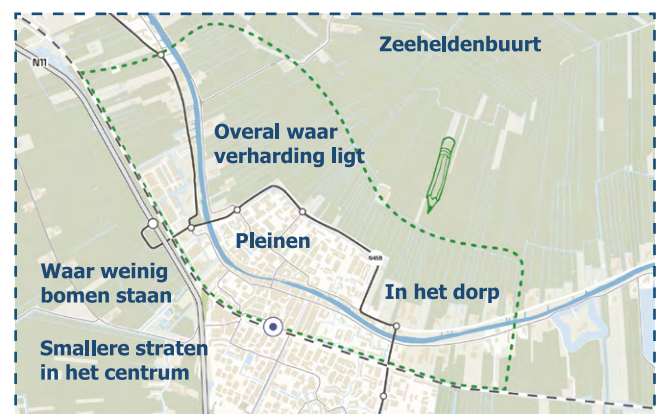 Zeeheldenbuurt
N11
Overal waar
verharding ligt
Pleinen
N458
Waar weinig
bomen staan
In het dorp
Smallere straten
in het centrum